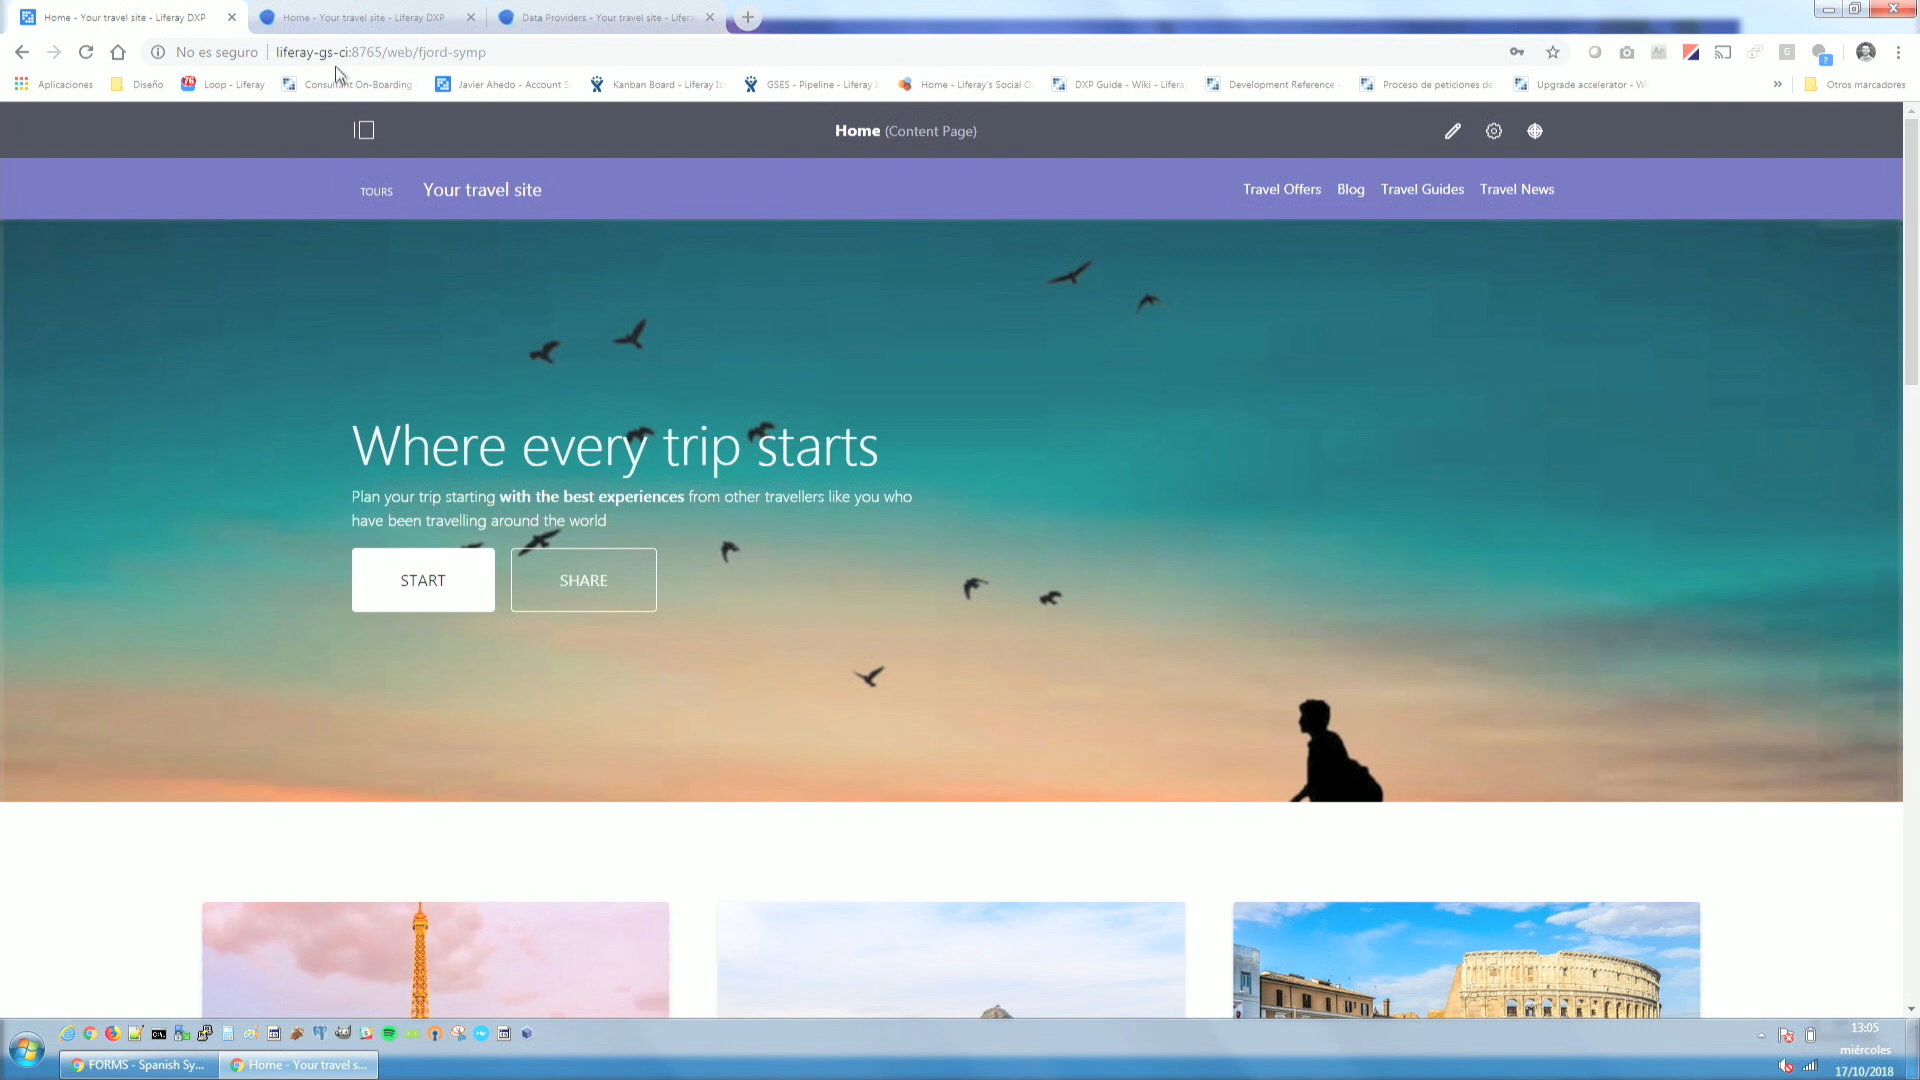 Home - Your travel site - Liferay DXP
Home - Your travel site - Liferay DXP
Data Providers - Your travel site - Lifera
No es seguro
liferay-gs-ci:8765/web/fjord-symp
Aplicaciones
Diseño
76
Loop - Liferay
Consultant On-Boarding
Javier Ahedo - Account S
Kanban Board - Liferay Is
GSES - Pipeline - Liferay I
Home - Liferay's Social O
DXP Guide - Wiki - Lifera
Development Reference -
Proceso de peticiones de
Upgrade accelerator - Wi
Otros marcadores
Home (Content Page)
TOURS
Your travel site
Travel Offers
Blog
Travel Guides
Travel News
Where every trip starts
Plan your trip starting with the best experiences from other travellers like you who
have been travelling around the world
START
SHARE
FORMS - Spanish Sy...
Home - Your travel s...
13:05
miércoles
17/10/2018